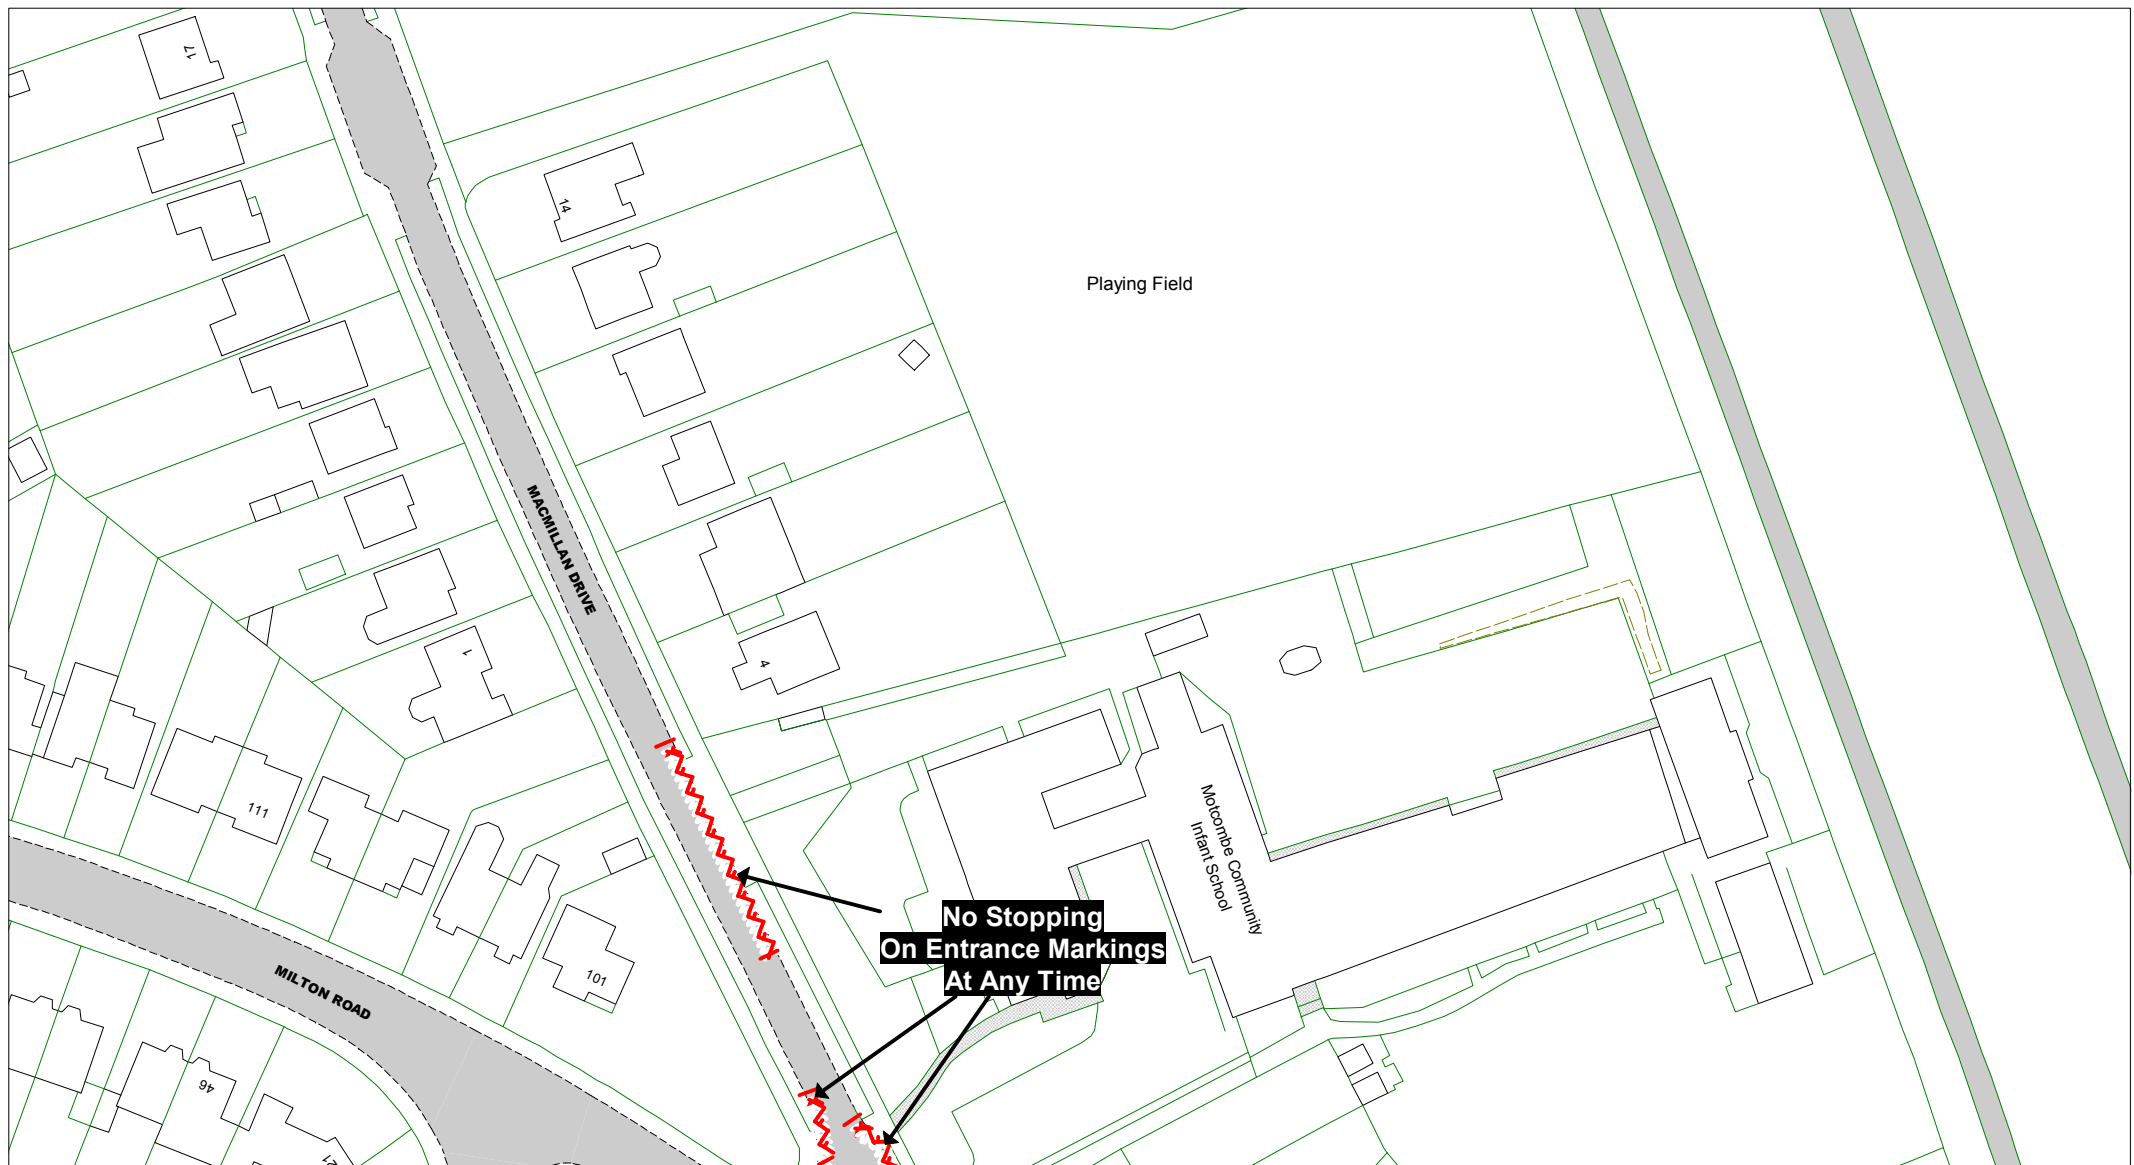 17
14
Playing Field
MACMILLAN DRIVE
1
4
111
Motcombe Community
Infant School
No Stopping
On Entrance Markings
At Any Time
101
MILTON ROAD
46